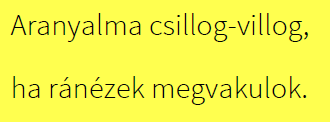 Aranyalma csillog-villog,
ha ránézek megvakulok.